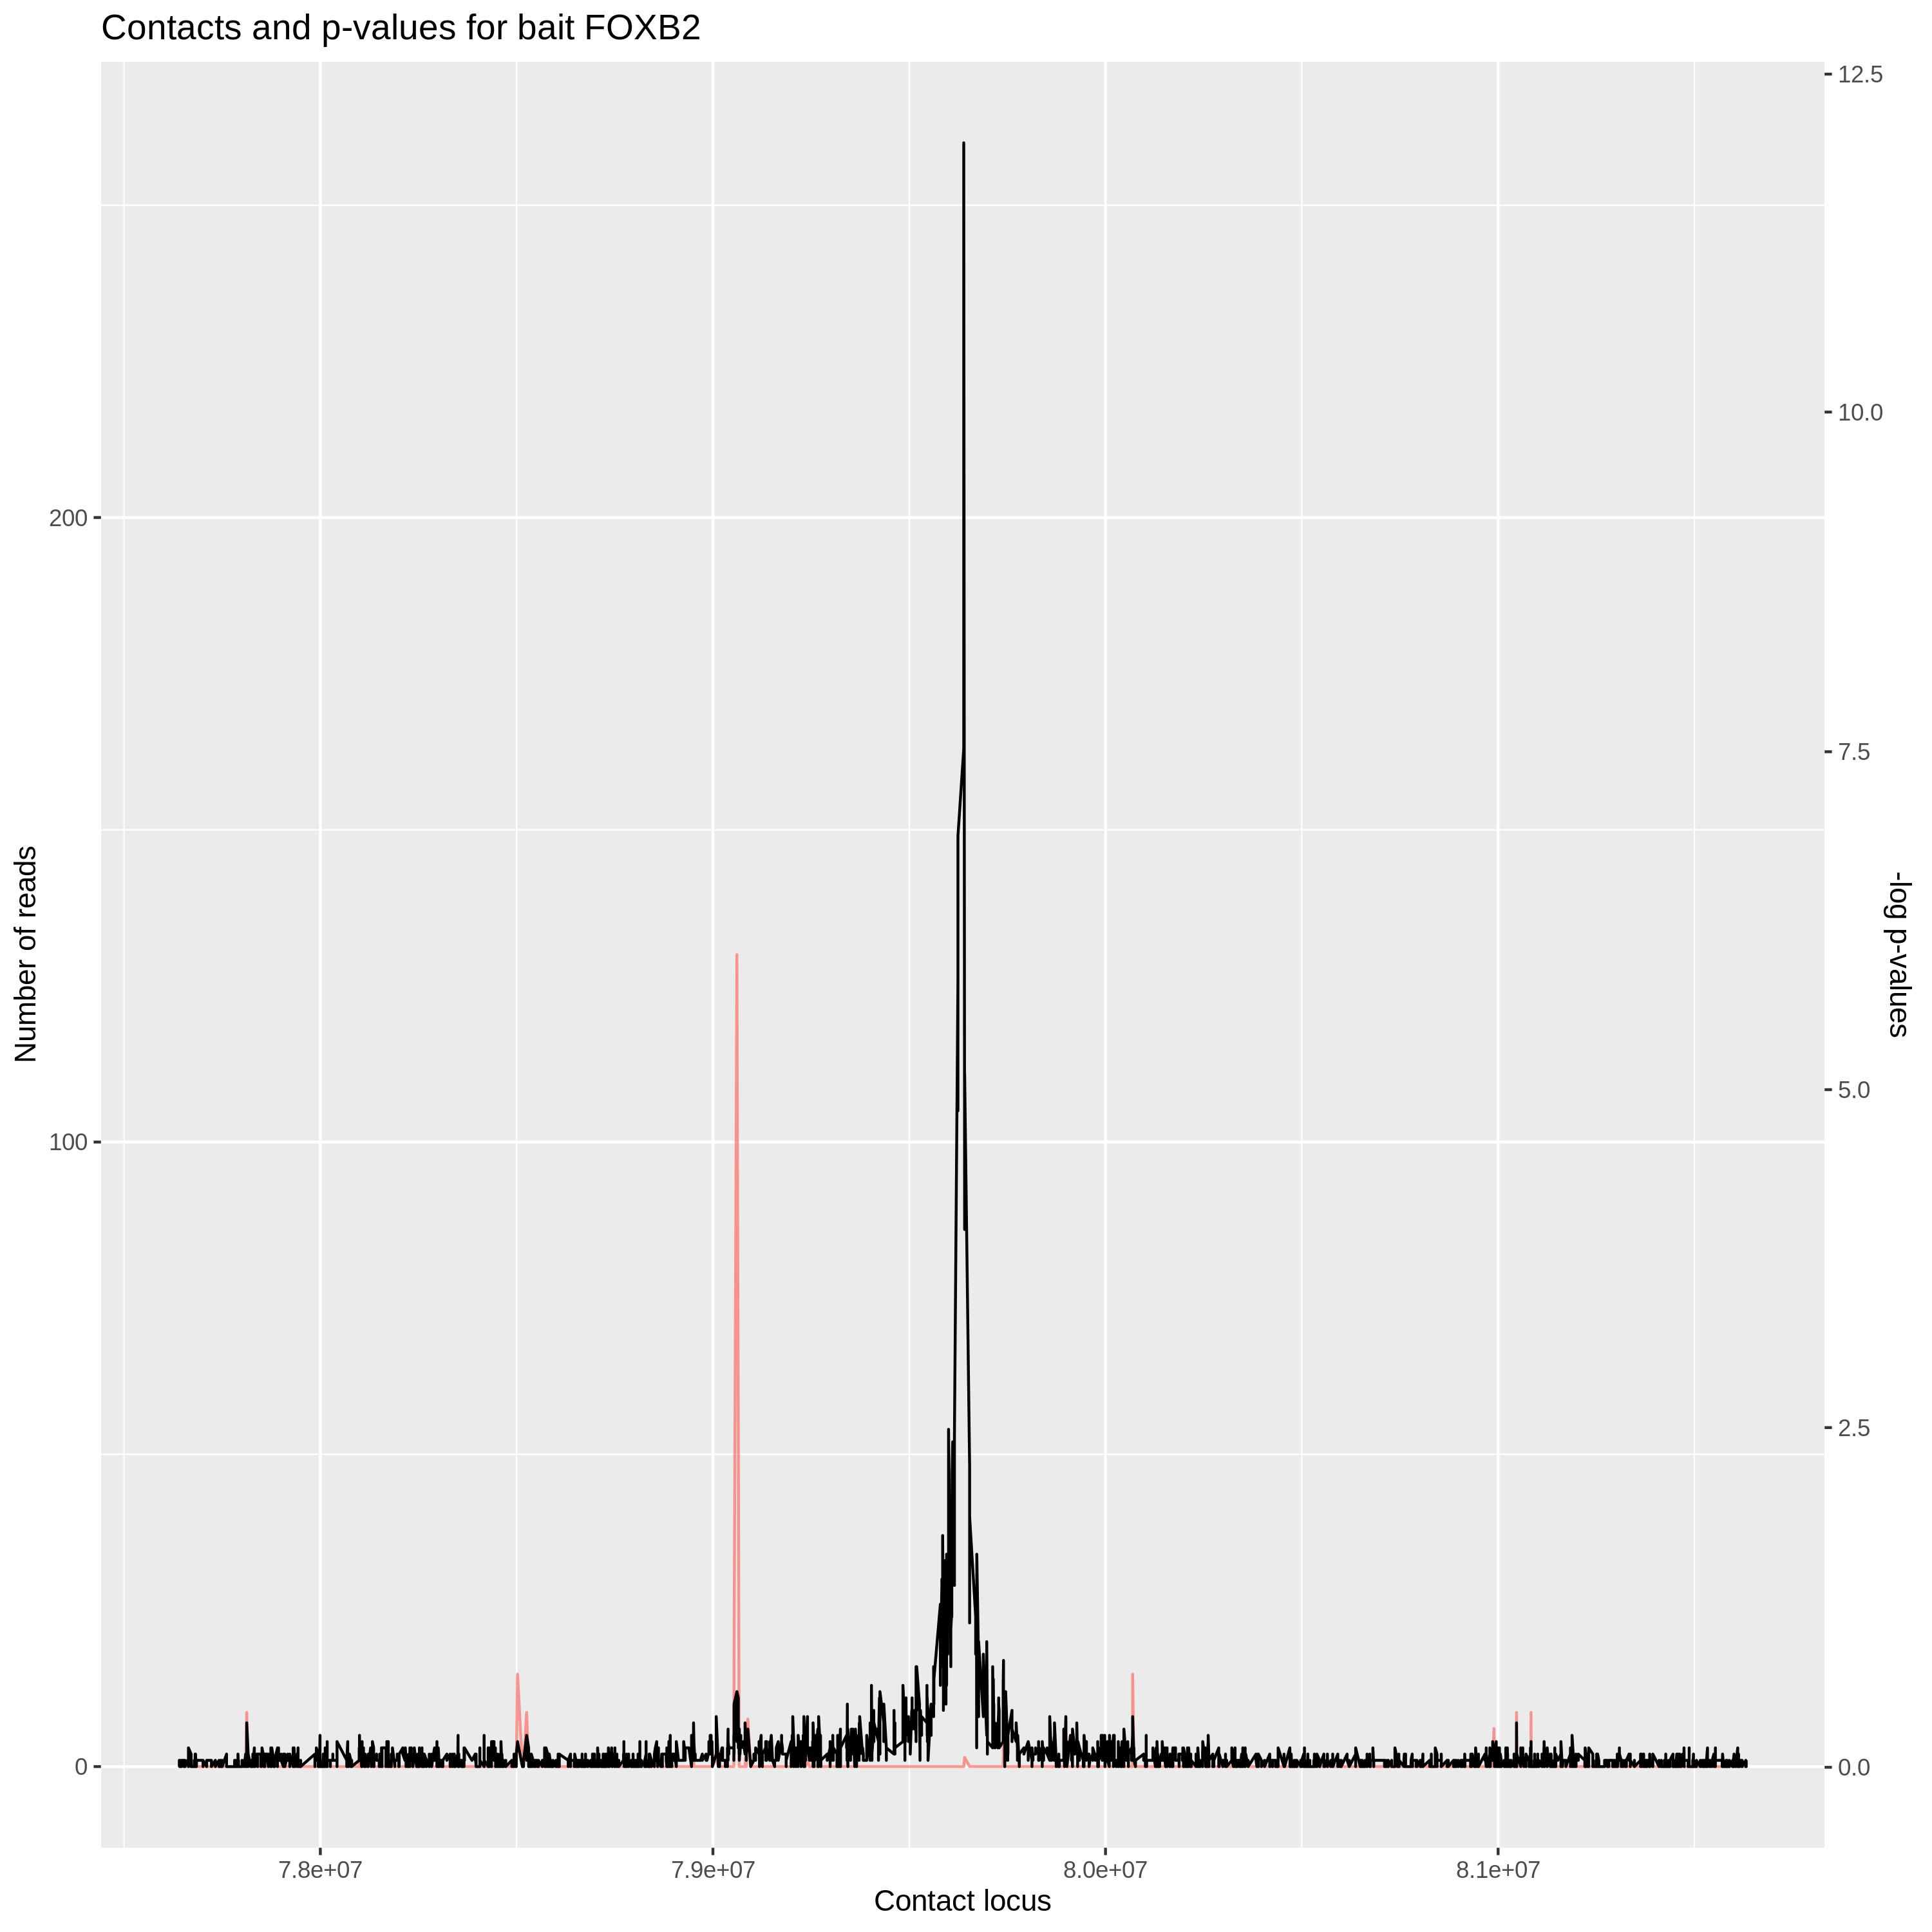 Contacts and p-values for bait FOXB2
12.5
10.0
200
7.5
Number of reads
-log p-values
5.0
100
2.5
0
0.0
7.8e+07
7.9e+07
8.0e+07
8.1e+07
Contact locus